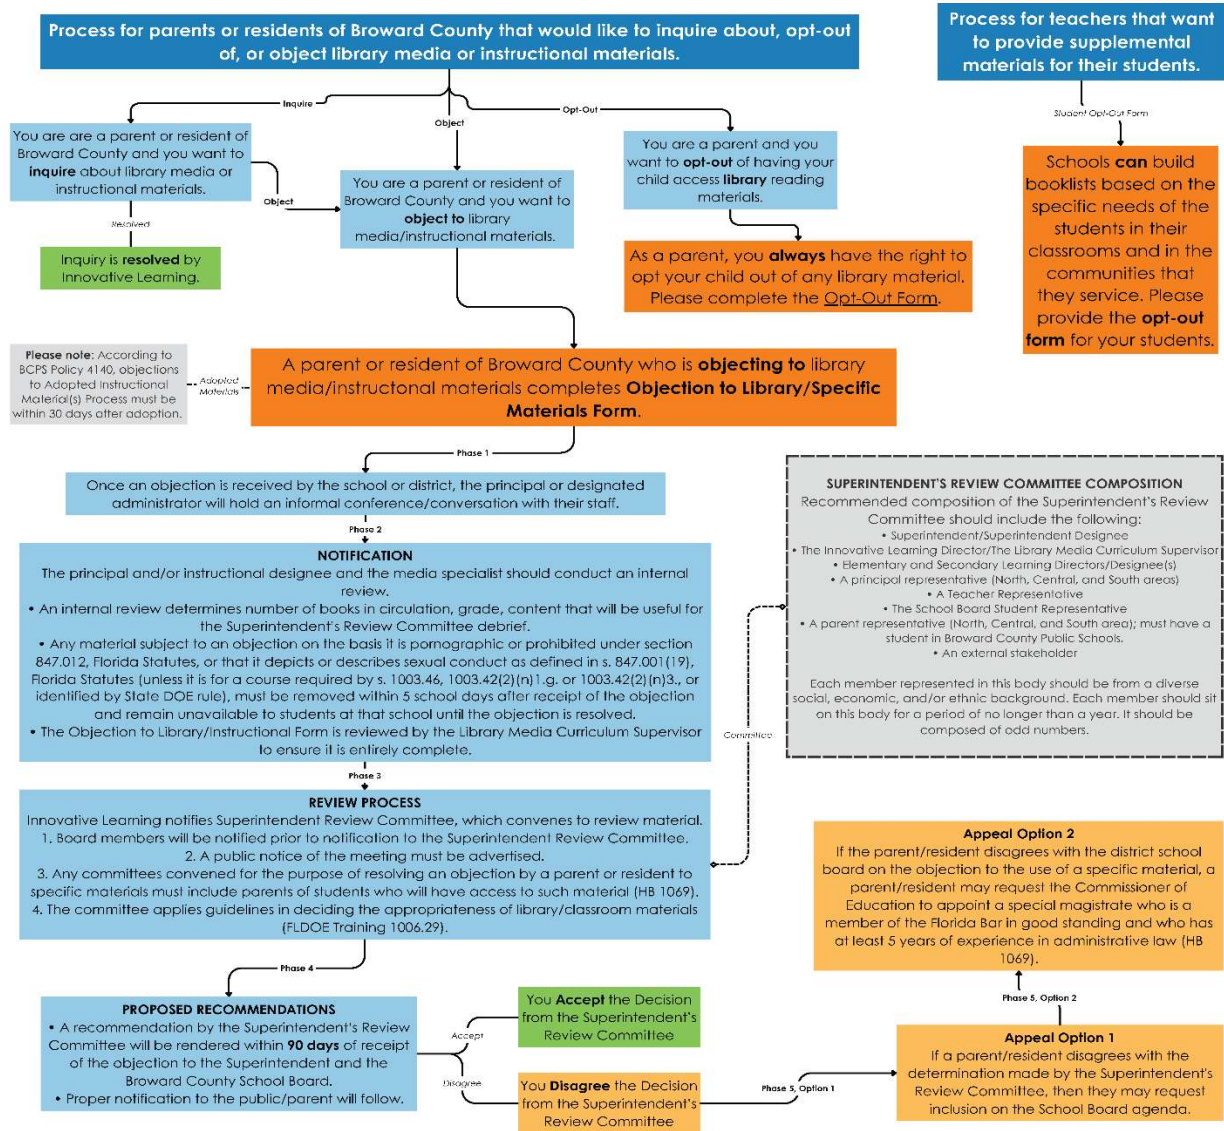 Process for parents or residents of Broward County that would like to inquire about, opt-out
of, or object library media or instructional materials.
Process for teachers that want
to provide supplemental
materials for their students.
Inquire
Object
Opt-Out
Student Opt-Out Form
You are are a parent or resident of
Broward County and you want to
inquire about library media or
instructional materials.
Object
You are a parent or resident of
Broward County and you want to
object to library
media/instructional materials.
You are a parent and you
want to opt-out of having your
child access library reading
materials.
Resolved
Inquiry is resolved by
Innovative Learning.
As a parent, you always have the right to
opt your child out of any library material.
Please complete the Opt-Out Form.
Schools can build
booklists based on the
specific needs of the
students in their
classrooms and in the
communities that
they service. Please
provide the opt-out
form for your students.
Please note: According to
BCPS Policy 4140, objections
to Adopted Instructional
Material(s) Process must be
within 30 days after adoption.
Adopted
Materials
A parent or resident of Broward County who is objecting to library
media/instructonal materials completes Objection to Library/Specific
Materials Form.
Phase 1
Once an objection is received by the school or district, the principal or designated
administrator will hold an informal conference/conversation with their staff.
Phase 2
NOTIFICATION
The principal and/or instructional designee and the media specialist should conduct an internal
review.
• An internal review determines number of books in circulation, grade, content that will be useful for
the Superintendent's Review Committee debrief.
• Any material subject to an objection on the basis it is pornographic or prohibited under section
847.012, Florida Statutes, or that it depicts or describes sexual conduct as defined in s. 847.001(19),
Florida Statutes (unless it is for a course required by s. 1003.46, 1003.42(2)(n)1.g. or 1003.42(2)(n)3., or
identified by State DOE rule), must be removed within 5 school days after receipt of the objection
and remain unavailable to students at that school until the objection is resolved.
• The Objection to Library/Instructional Form is reviewed by the Library Media Curriculum Supervisor
to ensure it is entirely complete.
Committee
SUPERINTENDENT'S REVIEW COMMITTEE COMPOSITION
Recommended composition of the Superintendent's Review
Committee should include the following:
• Superintendent/Superintendent Designee
• The Innovative Learning Director/The Library Media Curriculum Supervisor
• Elementary and Secondary Learning Directors/Designee(s)
• A principal representative (North, Central, and South areas)
• A Teacher Representative
• The School Board Student Representative
• A parent representative (North, Central, and South area); must have a
student in Broward County Public Schools.
• An external stakeholder
Each member represented in this body should be from a diverse
social, economic, and/or ethnic background. Each member should sit
on this body for a period of no longer than a year. It should be
composed of odd numbers.
Phase 3
REVIEW PROCESS
Innovative Learning notifies Superintendent Review Committee, which convenes to review material.
1. Board members will be notified prior to notification to the Superintendent Review Committee.
2. A public notice of the meeting must be advertised.
3. Any committees convened for the purpose of resolving an objection by a parent or resident to
specific materials must include parents of students who will have access to such material (HB 1069).
4. The committee applies guidelines in deciding the appropriateness of library/classroom materials
(FLDOE Training 1006.29).
Appeal Option 2
If the parent/resident disagrees with the district school
board on the objection to the use of a specific material, a
parent/resident may request the Commissioner of
Education to appoint a special magistrate who is a
member of the Florida Bar in good standing and who has
at least 5 years of experience in administrative law (HB
1069).
Phase 4
PROPOSED RECOMMENDATIONS
• A recommendation by the Superintendent's Review
Committee will be rendered within 90 days of receipt
of the objection to the Superintendent and the
Broward County School Board.
• Proper notification to the public/parent will follow.
Accept
Disagree
You Accept the Decision
from the Superintendent's
Review Committee
You Disagree the Decision
from the Superintendent's
Review Committee
Phase 5, Option 1
Phase 5, Option 2
Appeal Option 1
If a parent/resident disagrees with the
determination made by the Superintendent's
Review Committee, then they may request
inclusion on the School Board agenda.